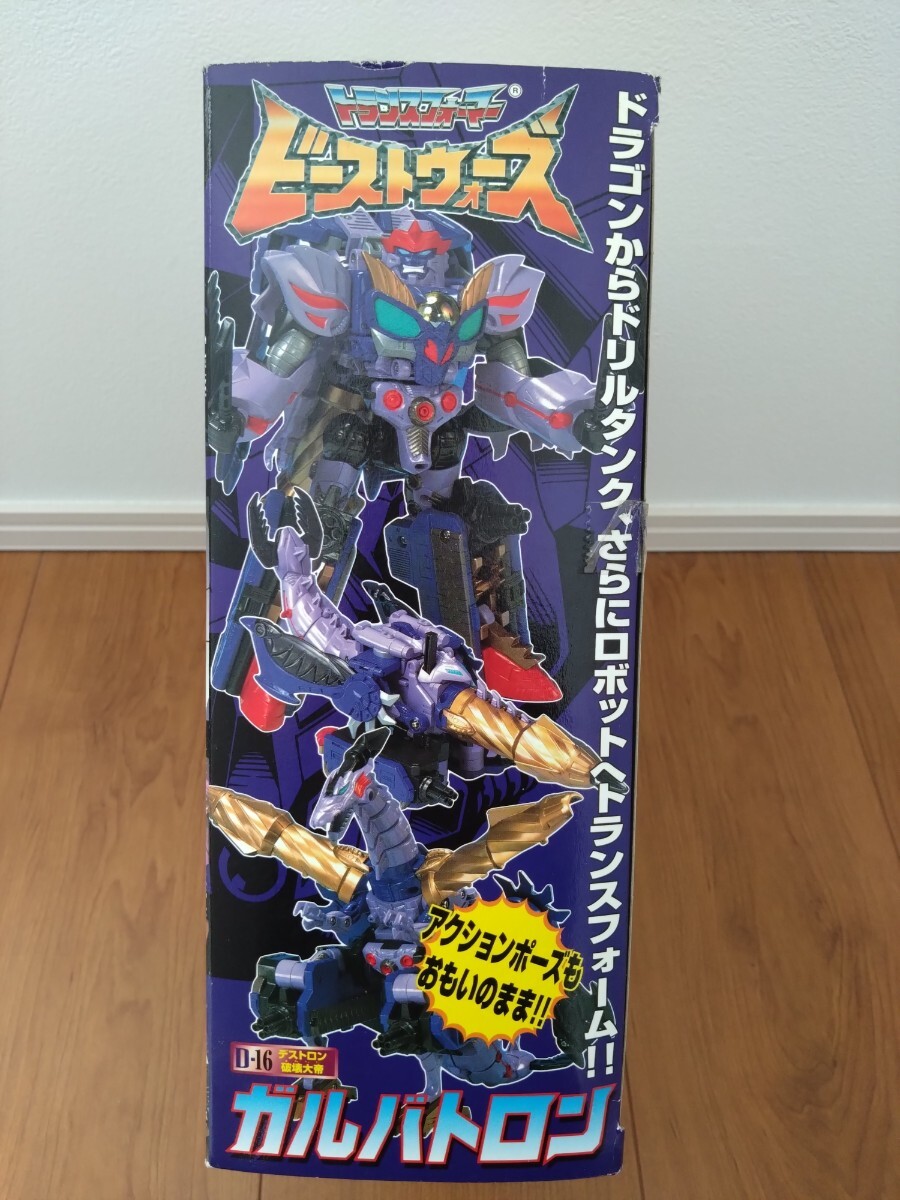 トランスフォーマー®
ビーストウォーズ
ドラゴンからドリルタンク、さらにロボットへトランスフォーム!!
アクションポーズも
おもいのまま!!
D-16 デストロン
破壊大帝
ガルバトロン